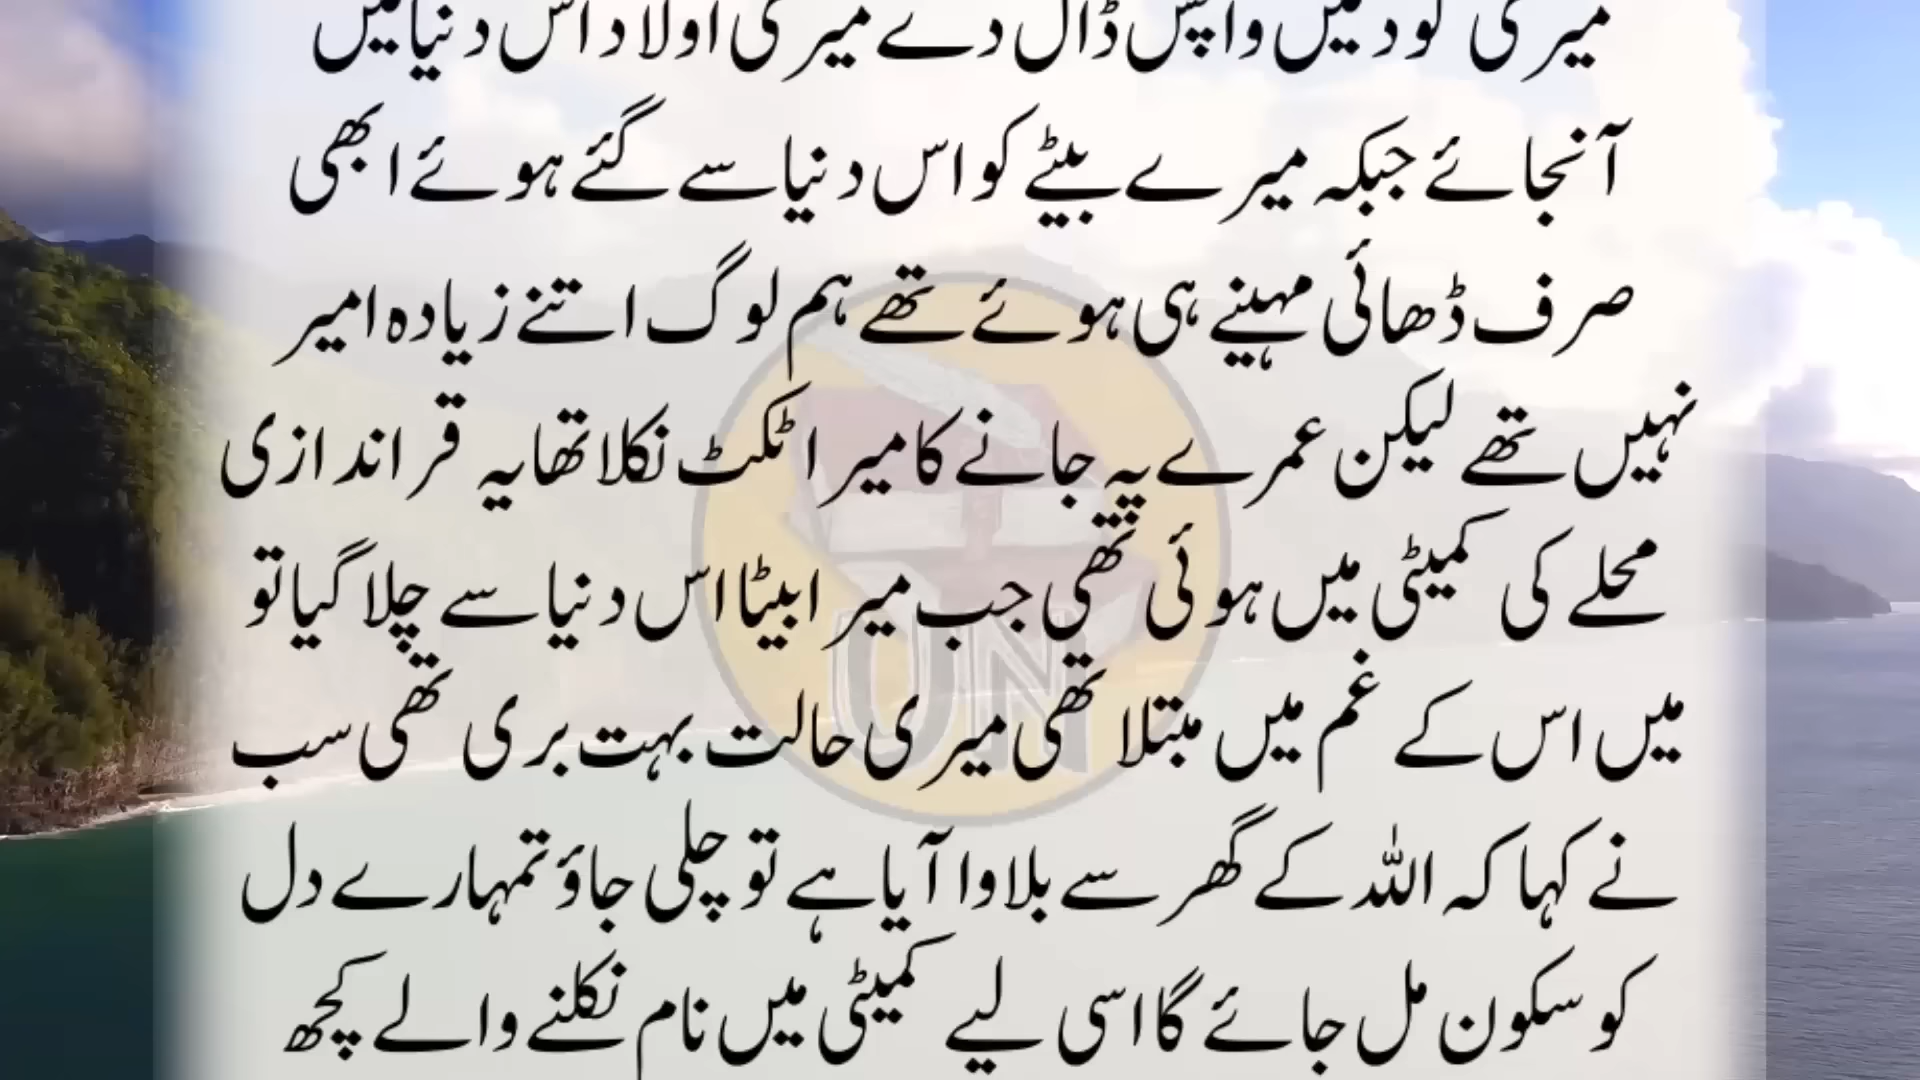 میری گود میں واپس ڈال دے میری اولاد اس دنیا میں
آنجائے جبکہ میرے بیٹے کو اس دنیا سے گئے ہوئے ابھی
صرف ڈھائی مہینے ہی ہوئے تھے ہم لوگ اتنے زیادہ امیر
نہیں تھے لیکن عمرے پہ جانے کا میرا ٹکٹ نکلا تھا یہ قراندازی
محلے کی کمیٹی میں ہوئی تھی جب میرا بیٹا اس دنیا سے چلا گیا تو
میں اس کے غم میں مبتلا تھی میری حالت بہت بری تھی سب
نے کہا کہ اللہ کے گھر سے بلاوا آیا ہے تو چلی جاؤ تمہارے دل
کو سکون مل جائے گا اسی لیے کمیٹی میں نام نکلنے والے کچھ
UN